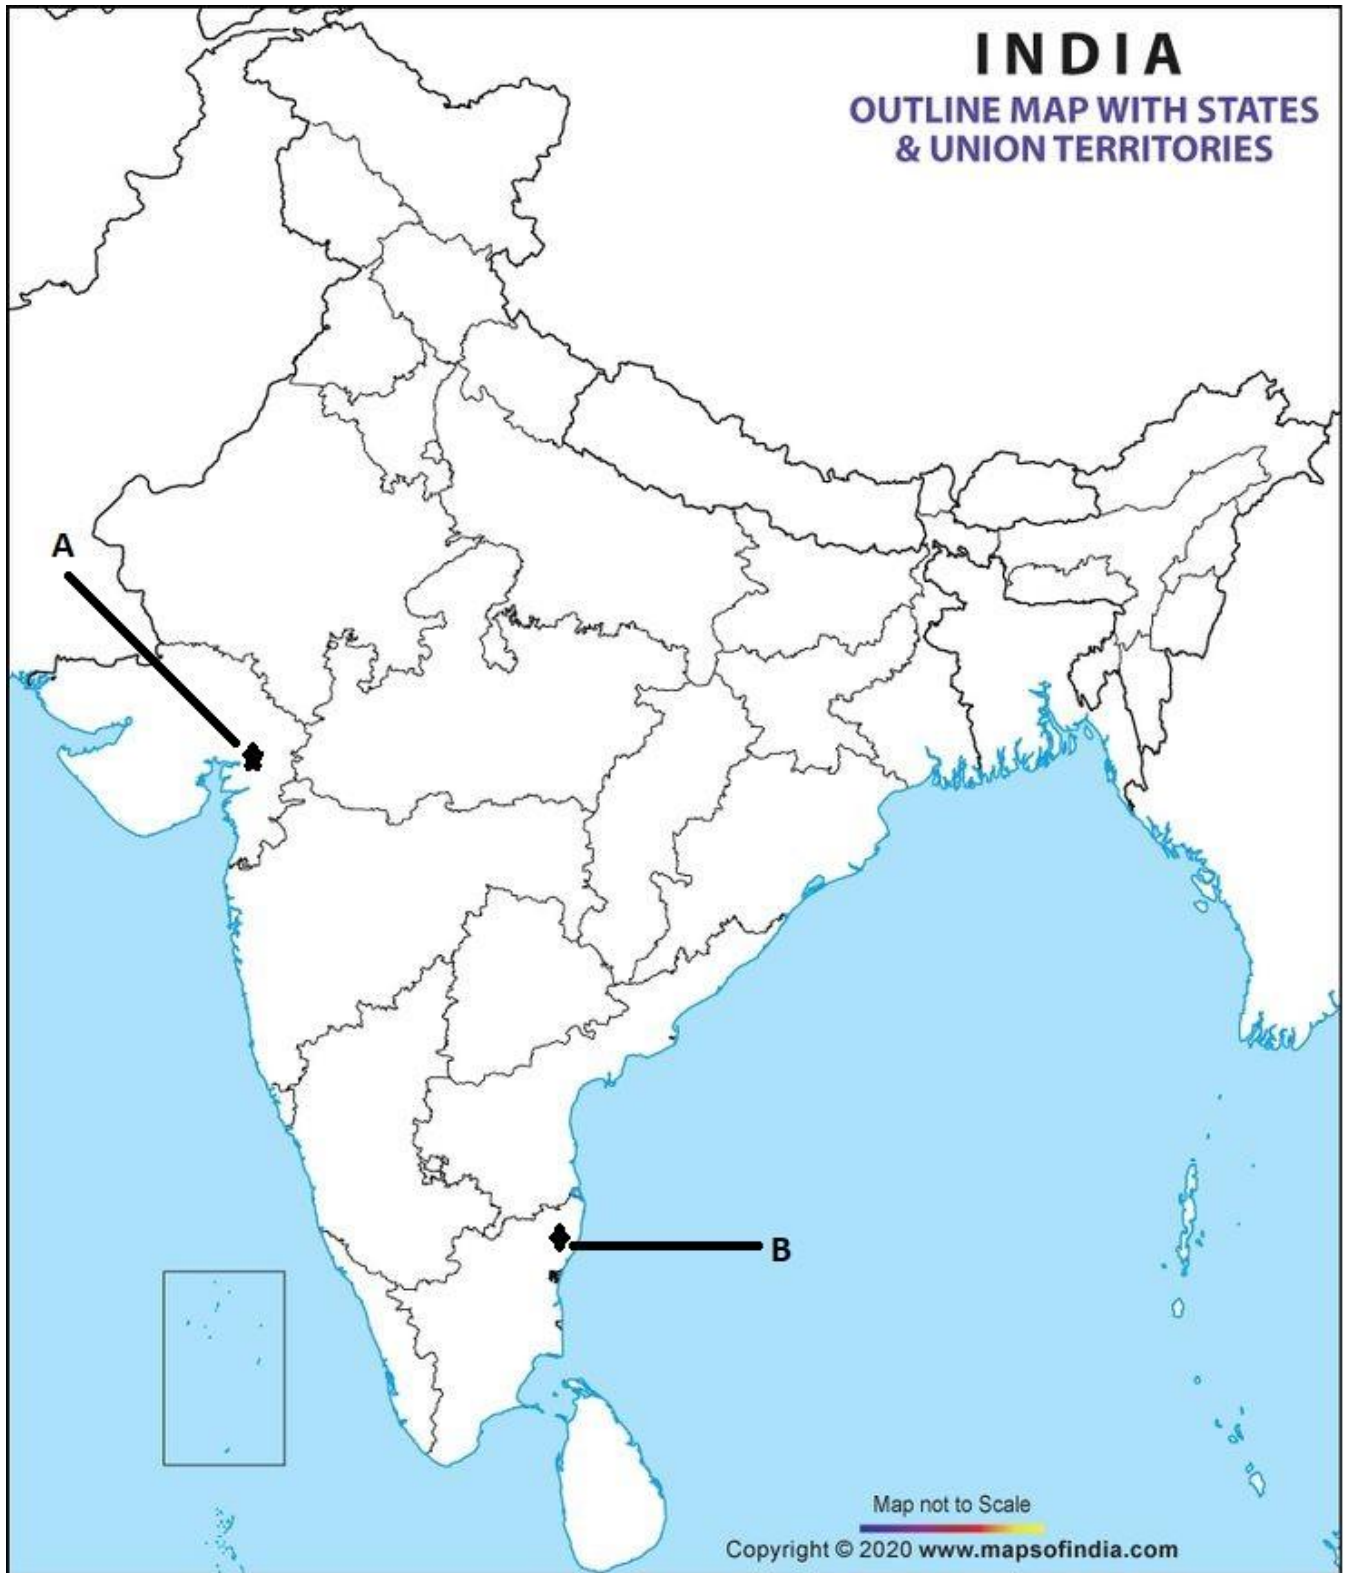 INDIA
OUTLINE MAP WITH STATES
& UNION TERRITORIES
A
B
Map not to Scale
Copyright © 2020 www.mapsofindia.com